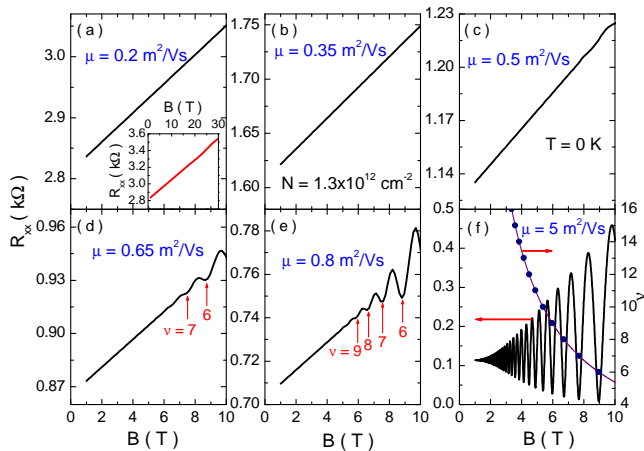 ( a )
μ = 0.2 m²/Vs
3.0
2.9
2.8
B ( T )
0 10 20 30
3.6
3.4
3.2
3.0
2.8
R_xx ( kΩ )
( b )
μ = 0.35 m²/Vs
1.75
1.70
1.65
1.60
N = 1.3x10¹² cm⁻²
( c )
μ = 0.5 m²/Vs
1.23
1.20
1.17
1.14
1.11
T = 0 K
R_xx ( kΩ )
( d )
μ = 0.65 m²/Vs
0.96
0.93
0.90
0.87
ν = 7
6
0 2 4 6 8 10
B ( T )
( e )
μ = 0.8 m²/Vs
0.78
0.76
0.74
0.72
0.70
ν = 9
8
7
6
0 2 4 6 8 10
B ( T )
( f )
μ = 5 m²/Vs
0.5
0.4
0.3
0.2
0.1
0.0
16
14
12
10
8
6
4
ν
0 2 4 6 8 10
B ( T )